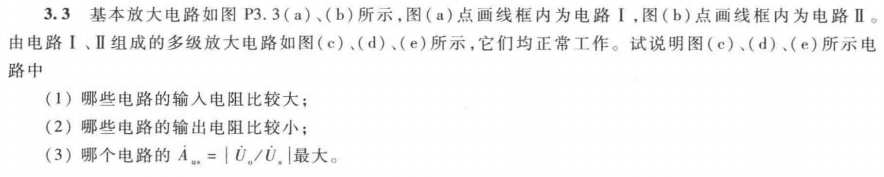 3.3 基本放大电路如图 P3.3(a)、(b)所示,图(a)点画线框内为电路Ⅰ,图(b)点画线框内为电路Ⅱ。
由电路Ⅰ、Ⅱ组成的多级放大电路如图(c)、(d)、(e)所示,它们均正常工作。试说明图(c)、(d)、(e)所示电
路中
(1) 哪些电路的输入电阻比较大;
(2) 哪些电路的输出电阻比较小;
(3) 哪个电路的 Ȧus = | U̇o/U̇s |最大。